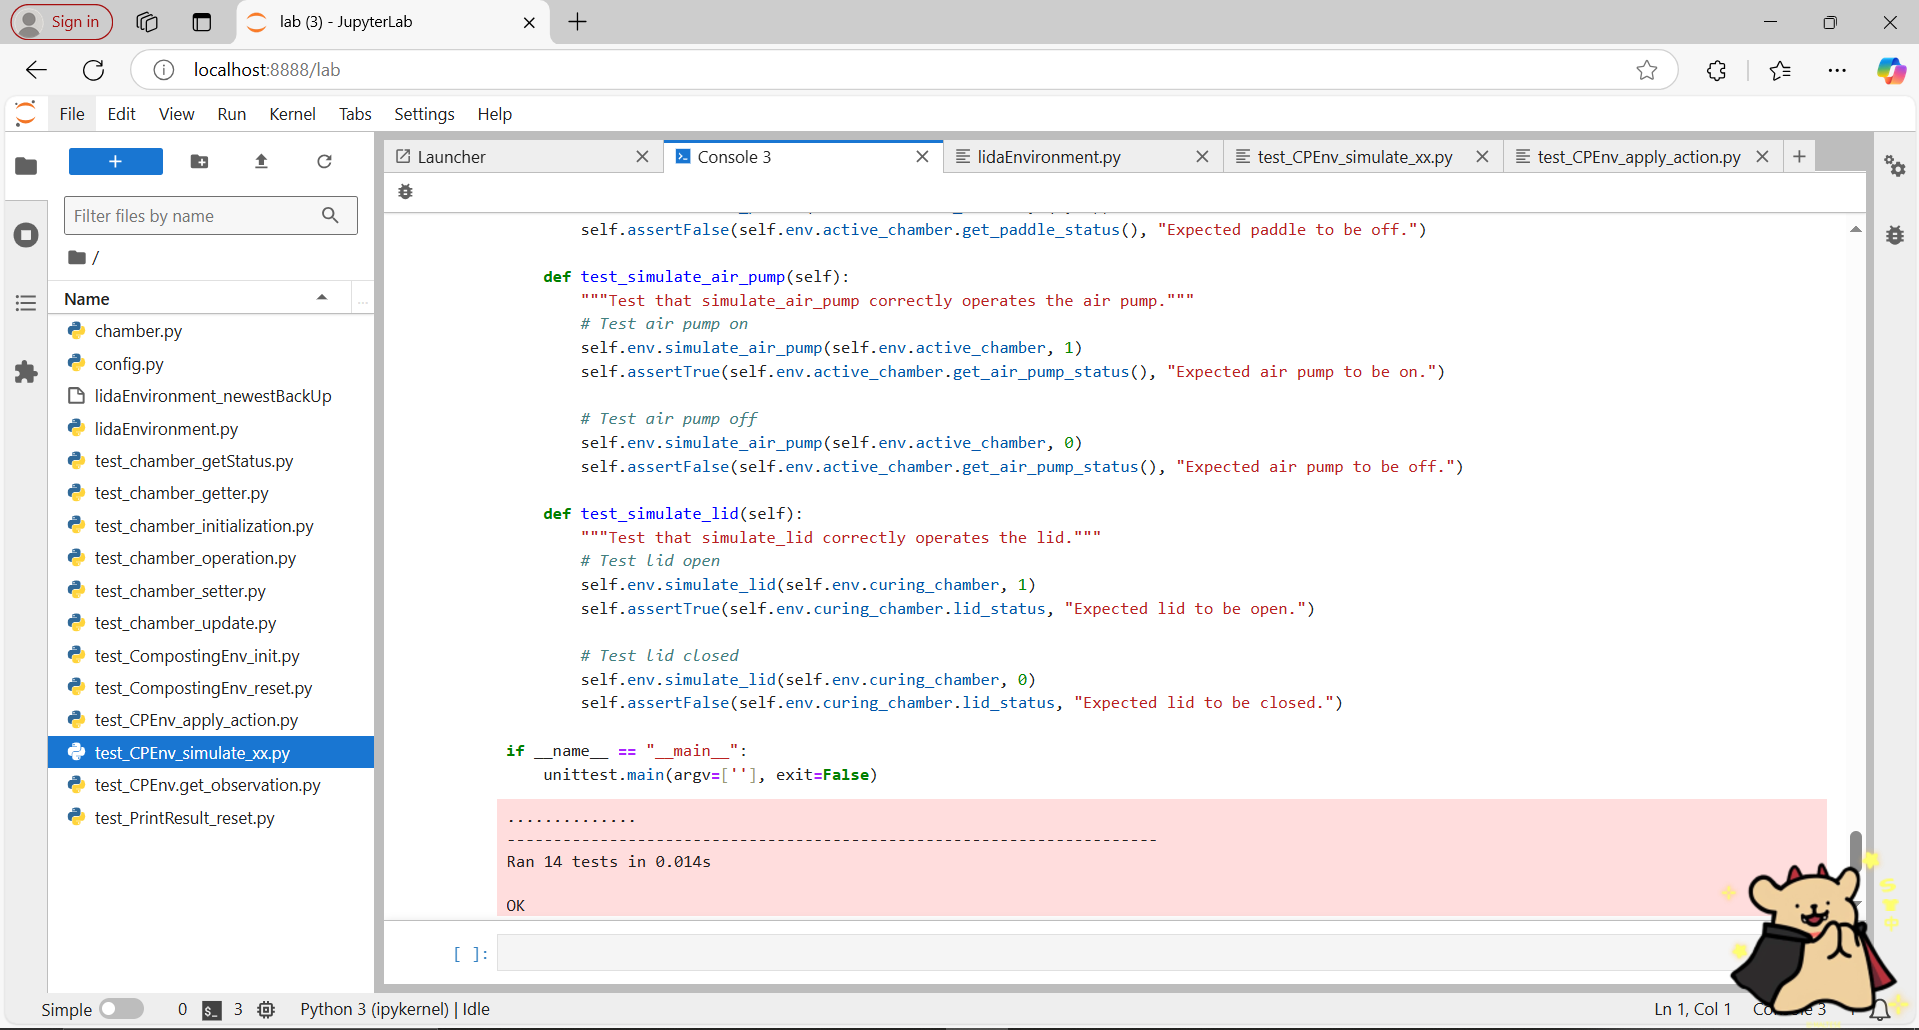 Sign in
lab (3) - JupyterLab
localhost:8888/lab
File Edit View Run Kernel Tabs Settings Help
Filter files by name
/
Name
chamber.py
config.py
lidaEnvironment_newestBackUp
lidaEnvironment.py
test_chamber_getStatus.py
test_chamber_getter.py
test_chamber_initialization.py
test_chamber_operation.py
test_chamber_setter.py
test_chamber_update.py
test_CompostingEnv_init.py
test_CompostingEnv_reset.py
test_CPEnv_apply_action.py
test_CPEnv_simulate_xx.py
test_CPEnv.get_observation.py
test_PrintResult_reset.py
Launcher Console 3 lidaEnvironment.py test_CPEnv_simulate_xx.py test_CPEnv_apply_action.py
self.assertFalse(self.env.active_chamber.get_paddle_status(), "Expected paddle to be off.")
def test_simulate_air_pump(self):
"""Test that simulate_air_pump correctly operates the air pump."""
# Test air pump on
self.env.simulate_air_pump(self.env.active_chamber, 1)
self.assertTrue(self.env.active_chamber.get_air_pump_status(), "Expected air pump to be on.")
# Test air pump off
self.env.simulate_air_pump(self.env.active_chamber, 0)
self.assertFalse(self.env.active_chamber.get_air_pump_status(), "Expected air pump to be off.")
def test_simulate_lid(self):
"""Test that simulate_lid correctly operates the lid."""
# Test lid open
self.env.simulate_lid(self.env.curing_chamber, 1)
self.assertTrue(self.env.curing_chamber.lid_status, "Expected lid to be open.")
# Test lid closed
self.env.simulate_lid(self.env.curing_chamber, 0)
self.assertFalse(self.env.curing_chamber.lid_status, "Expected lid to be closed.")
if __name__ == "__main__":
unittest.main(argv=[''], exit=False)
..............
----------------------------------------------------------------------
Ran 14 tests in 0.014s
OK
[ ]:
Simple 0 3 Python 3 (ipykernel) | Idle Ln 1, Col 1